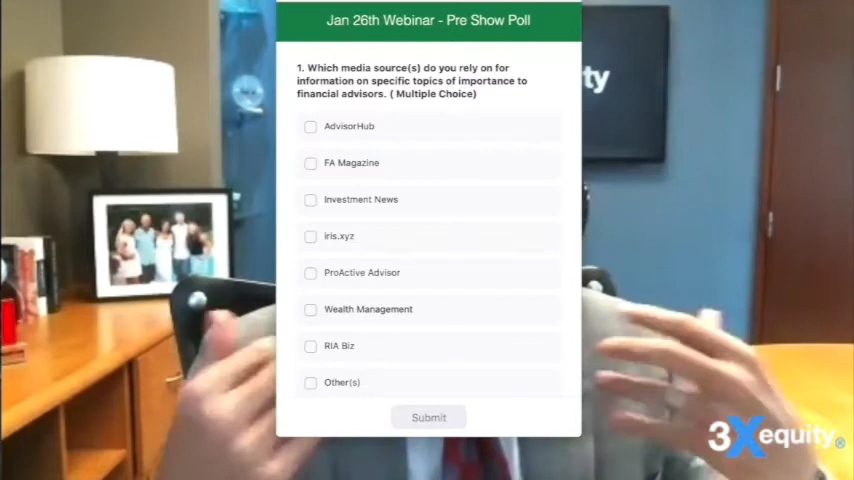 Jan 26th Webinar - Pre Show Poll
1. Which media source(s) do you rely on for
information on specific topics of importance to
financial advisors. ( Multiple Choice)
AdvisorHub
FA Magazine
Investment News
iris.xyz
ProActive Advisor
Wealth Management
RIA Biz
Other(s)
Submit
uity
3Xequity®